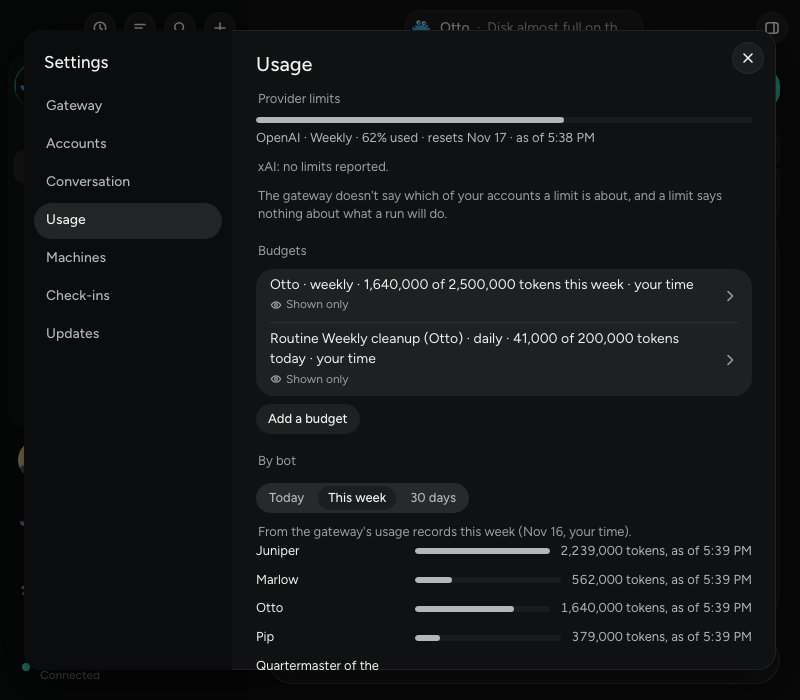 Otto · Disk almost full on th
Settings
Gateway
Accounts
Conversation
Usage
Machines
Check-ins
Updates
Connected
Usage
Provider limits
OpenAI · Weekly · 62% used · resets Nov 17 · as of 5:38 PM
xAI: no limits reported.
The gateway doesn't say which of your accounts a limit is about, and a limit says
nothing about what a run will do.
Budgets
Otto · weekly · 1,640,000 of 2,500,000 tokens this week · your time
Shown only
Routine Weekly cleanup (Otto) · daily · 41,000 of 200,000 tokens
today · your time
Shown only
Add a budget
By bot
Today This week 30 days
From the gateway's usage records this week (Nov 16, your time).
Juniper 2,239,000 tokens, as of 5:39 PM
Marlow 562,000 tokens, as of 5:39 PM
Otto 1,640,000 tokens, as of 5:39 PM
Pip 379,000 tokens, as of 5:39 PM
Quartermaster of the